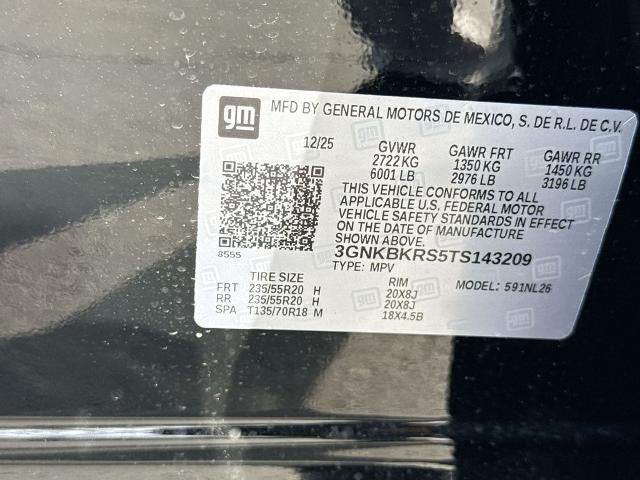 gm MFD BY GENERAL MOTORS DE MEXICO, S. DE R.L. DE C.V.
12/25 GVWR GAWR FRT GAWR RR
2722 KG 1350 KG 1450 KG
6001 LB 2976 LB 3196 LB
THIS VEHICLE CONFORMS TO ALL
APPLICABLE U.S. FEDERAL MOTOR
VEHICLE SAFETY STANDARDS IN EFFECT
ON THE DATE OF MANUFACTURE
SHOWN ABOVE.
8555 3GNKBKRS5TS143209
TYPE: MPV MODEL: 591NL26
TIRE SIZE RIM
FRT 235/55R20 H 20X8J
RR 235/55R20 H 20X8J
SPA T135/70R18 M 18X4.5B